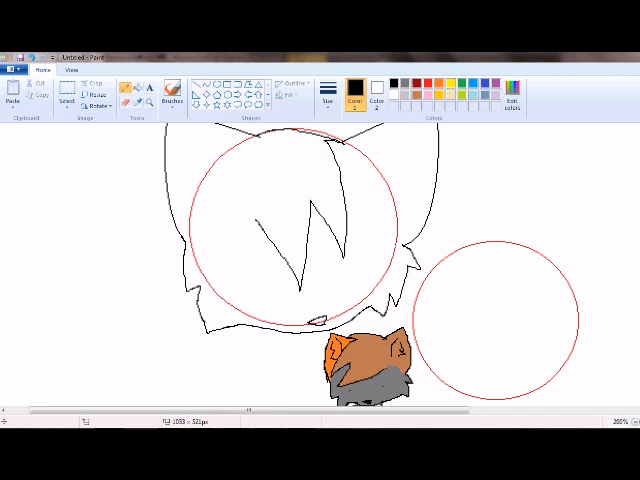 Untitled - Paint
Home View
Paste
Cut
Copy
Clipboard
Select
Crop
Resize
Rotate
Image
Tools
Brushes
Outline
Fill
Shapes
Size
Color 1
Color 2
Edit colors
Colors
1033 × 521px
200%